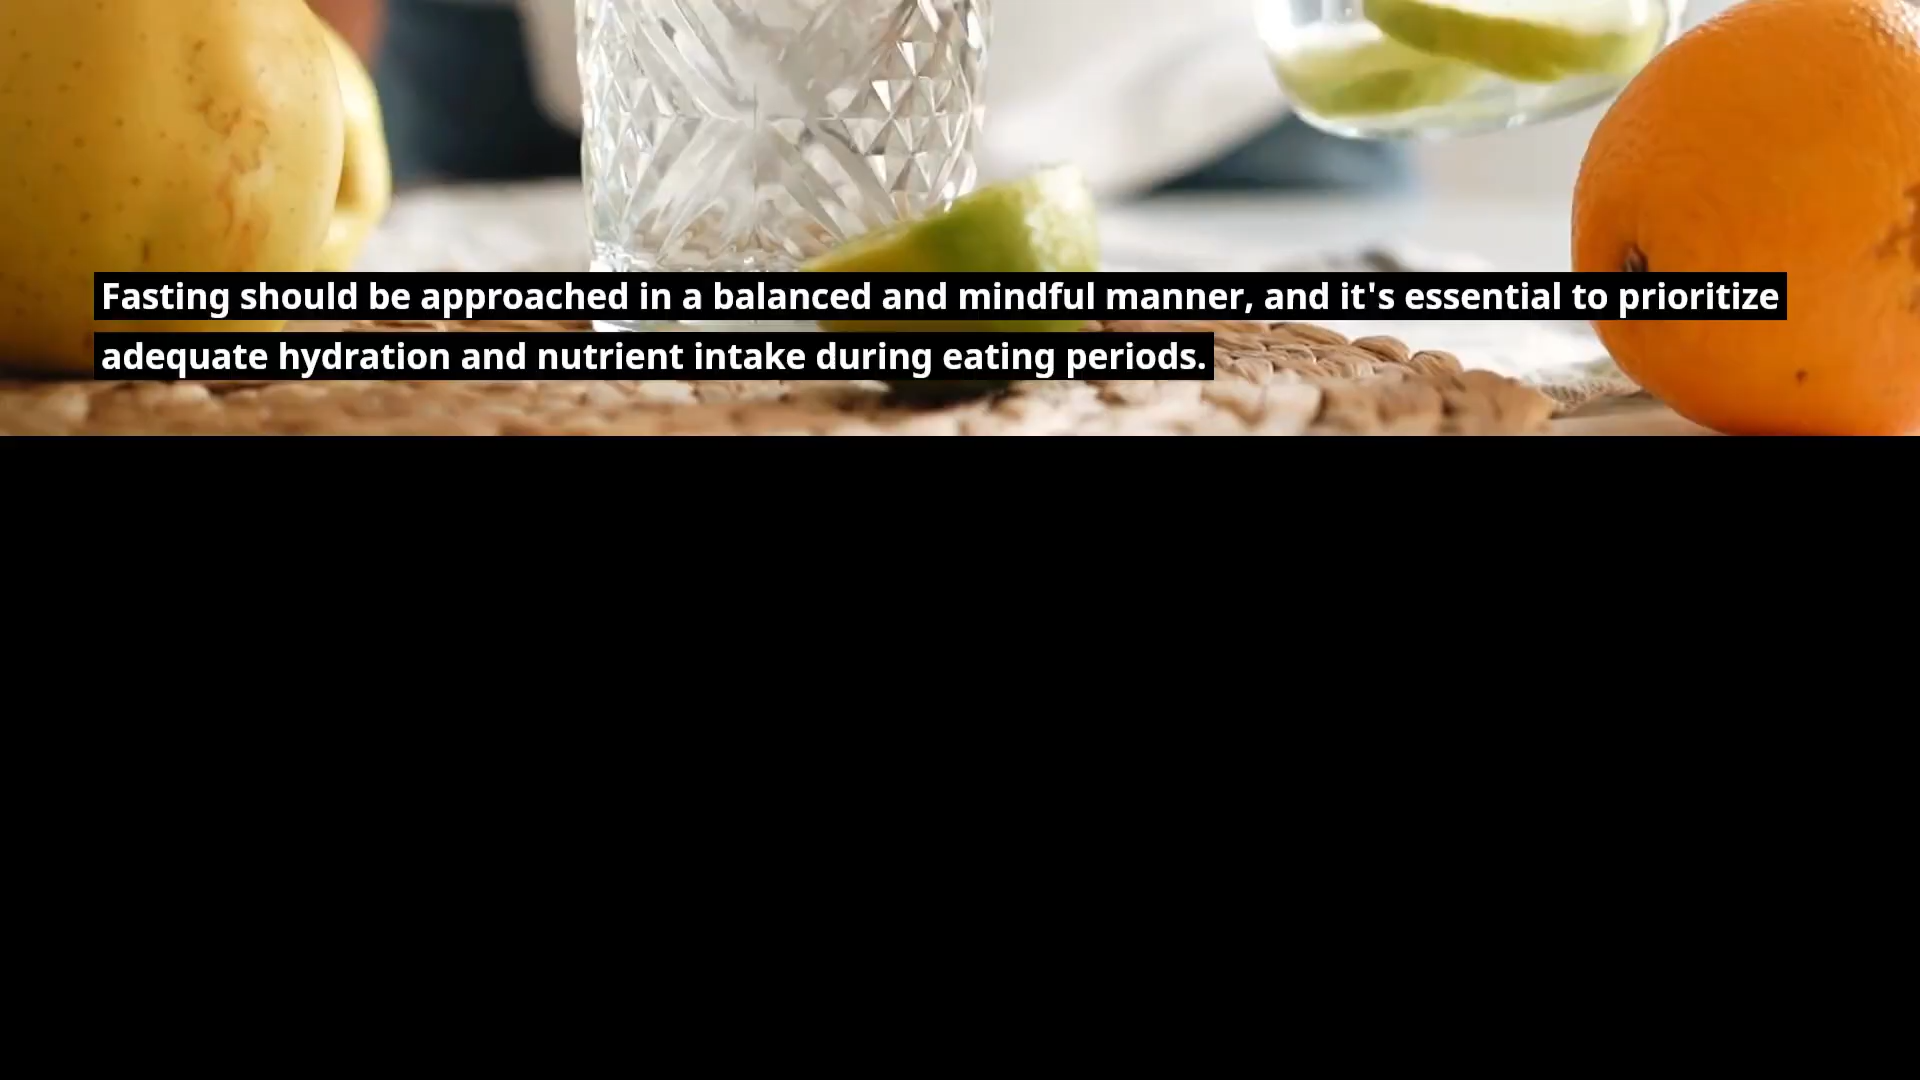 Fasting should be approached in a balanced and mindful manner, and it's essential to prioritize
adequate hydration and nutrient intake during eating periods.